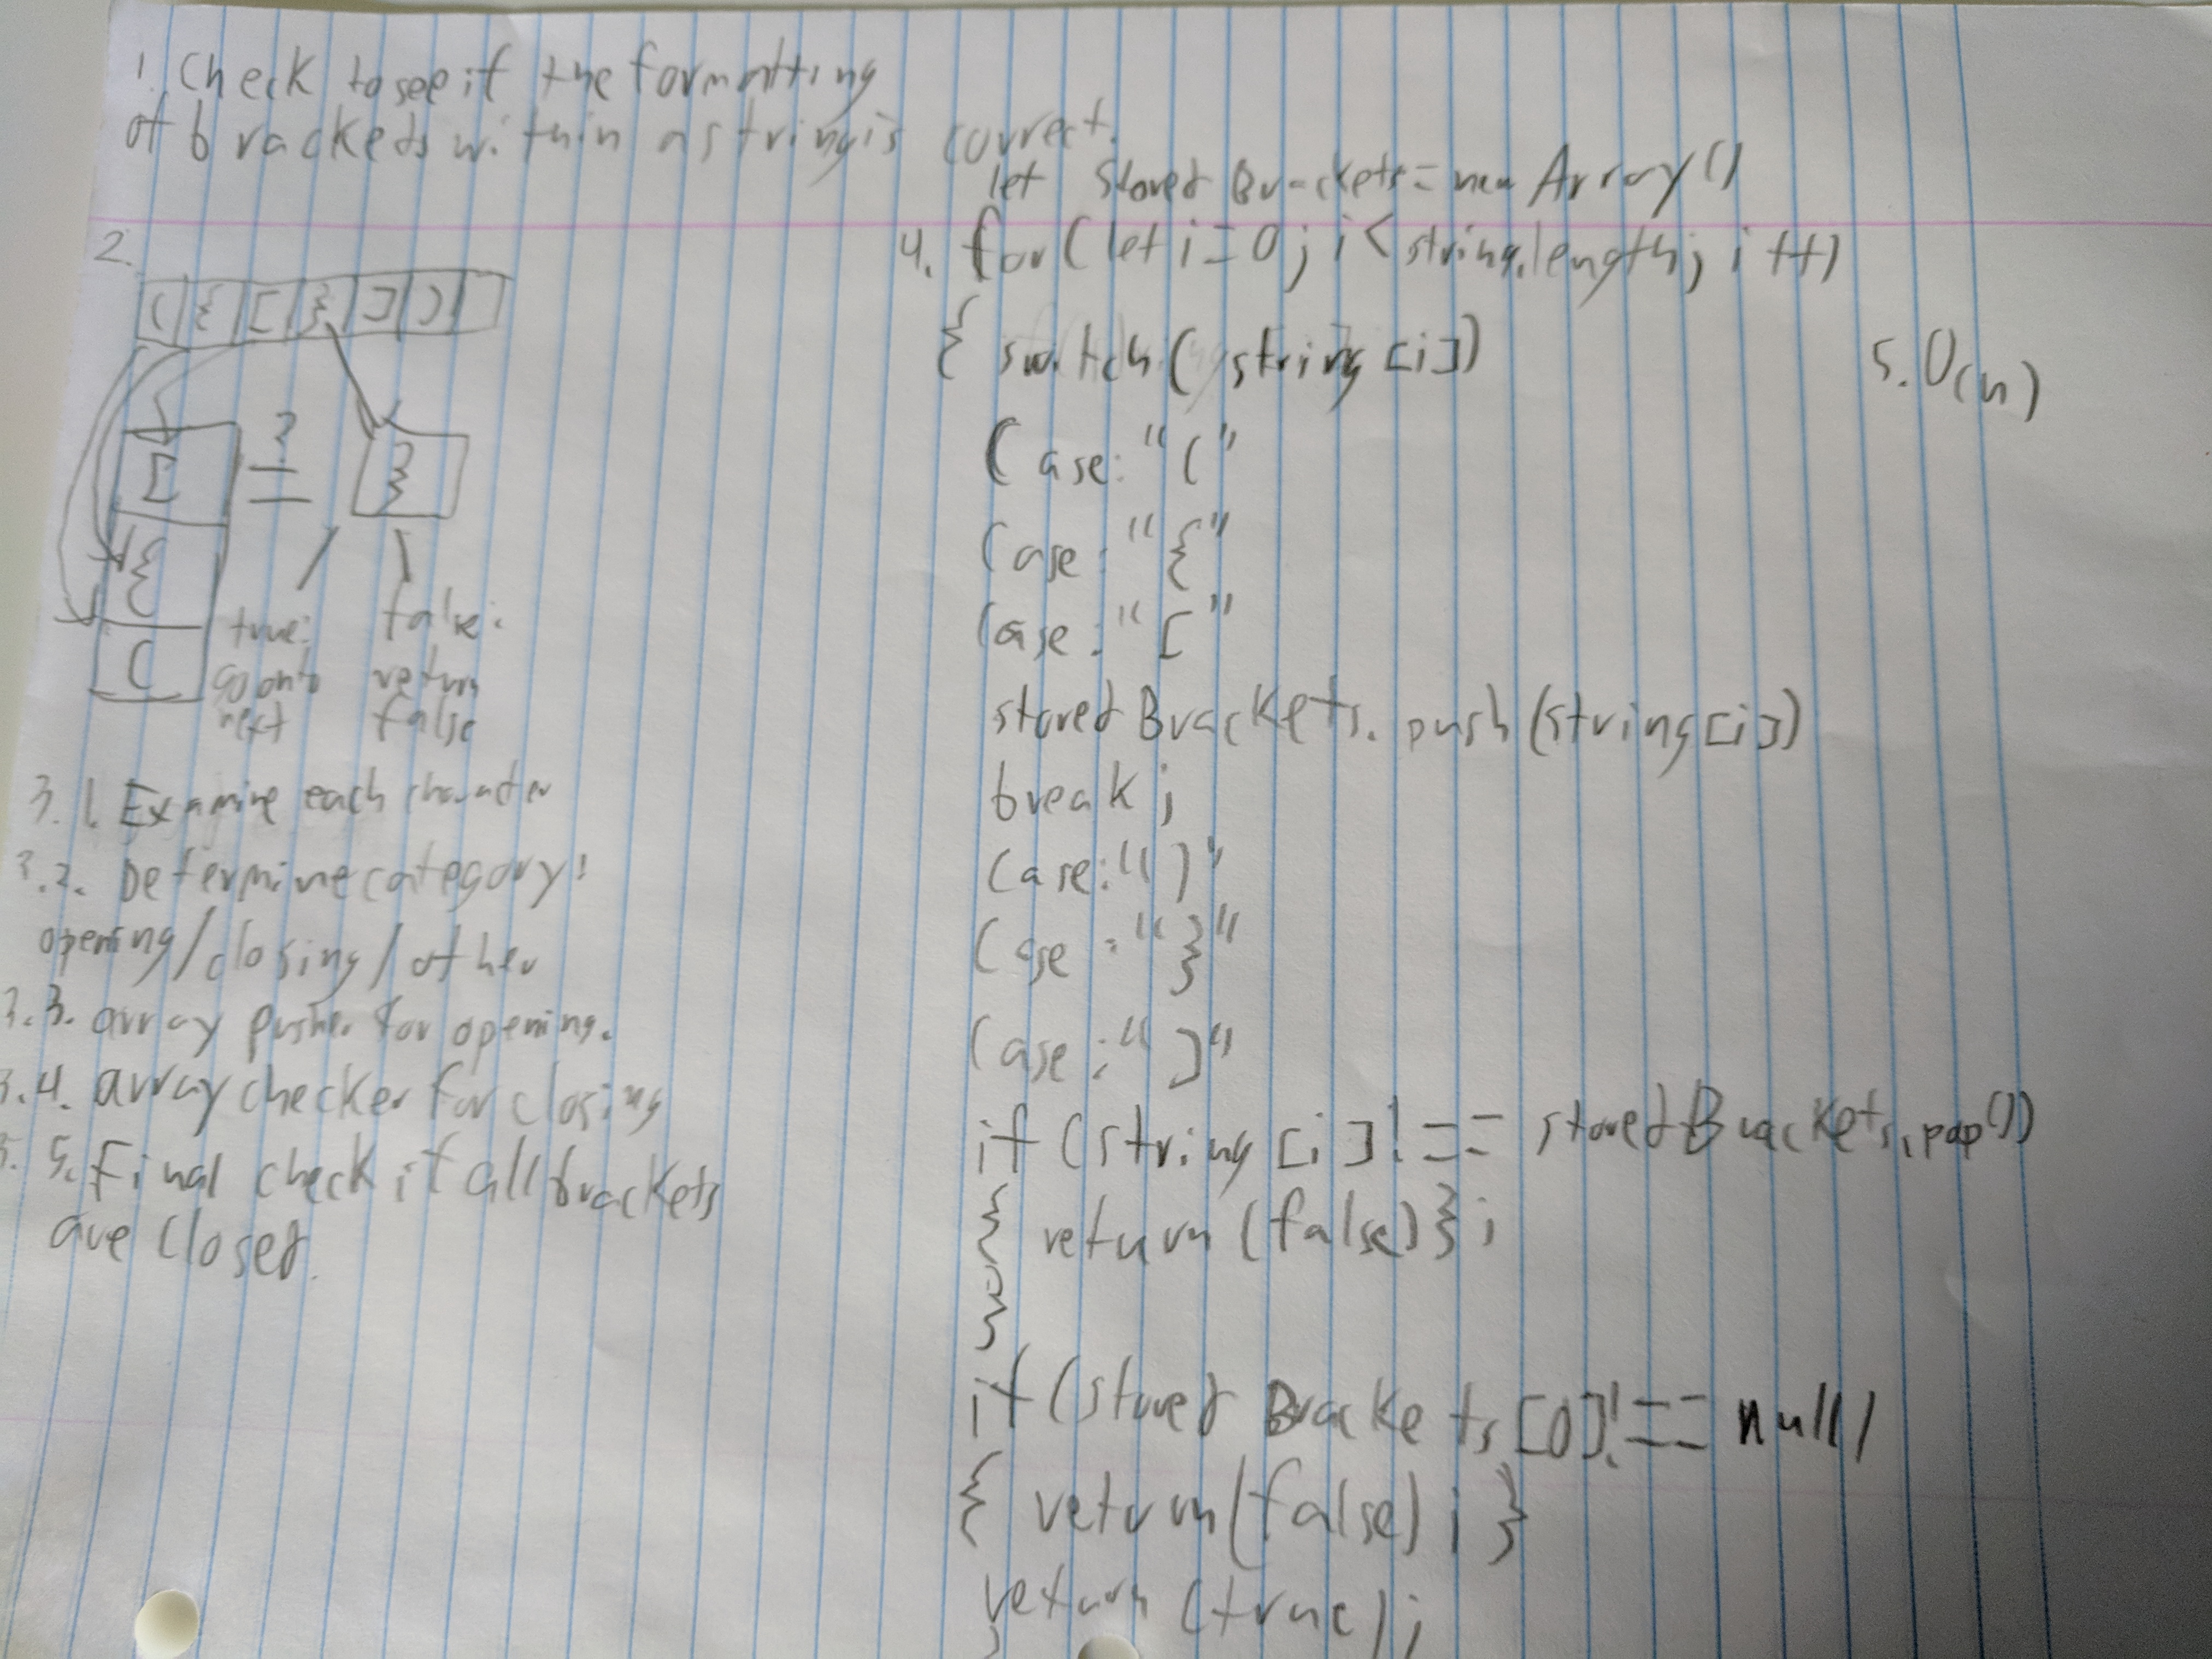 1. Check to see if the formatting
of brackets within a string is correct.
2.
( { [ } ] )
[ ? = }
{
(
true: false:
go onto return
next false
3.1. Examine each character
3.2. Determine category:
opening/closing/other
3.3. array pusher for opening.
3.4. array checker for closing
3.5. Final check if all brackets
are closed.
let storedBrackets = new Array()
4. for(let i=0; i<string.length; i++)
{ switch(string[i])
Case: "("
Case: "{"
Case: "["
storedBrackets.push(string[i])
break;
Case: ")"
Case: "}"
Case: "]"
if (string[i] !== storedBrackets.pop())
{ return(false)};
}
}
if (storedBrackets[0] !== null)
{ return(false); }
return(true);
}
5. O(n)